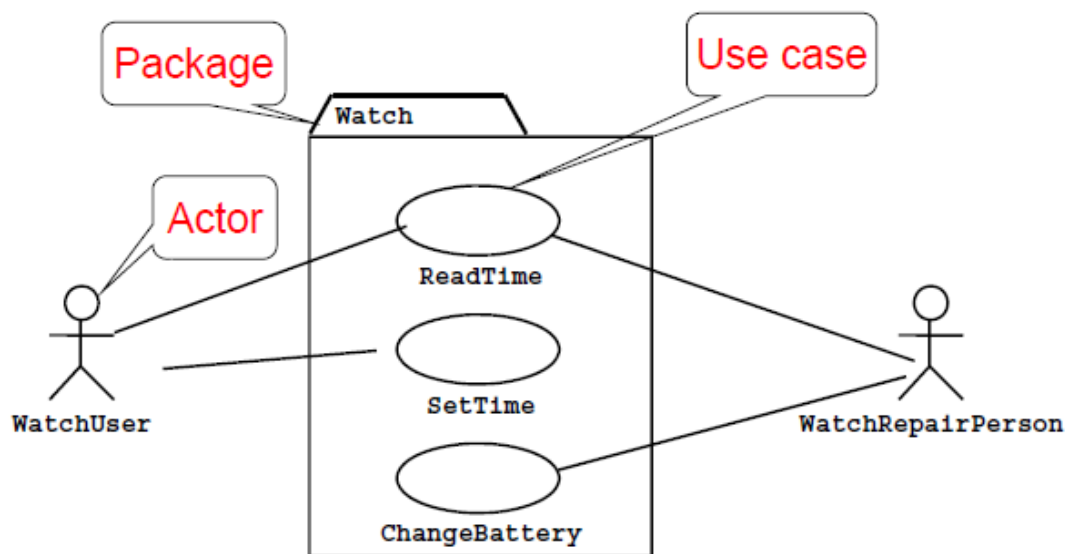 Package
Use case
Watch
Actor
ReadTime
SetTime
WatchUser
WatchRepairPerson
ChangeBattery